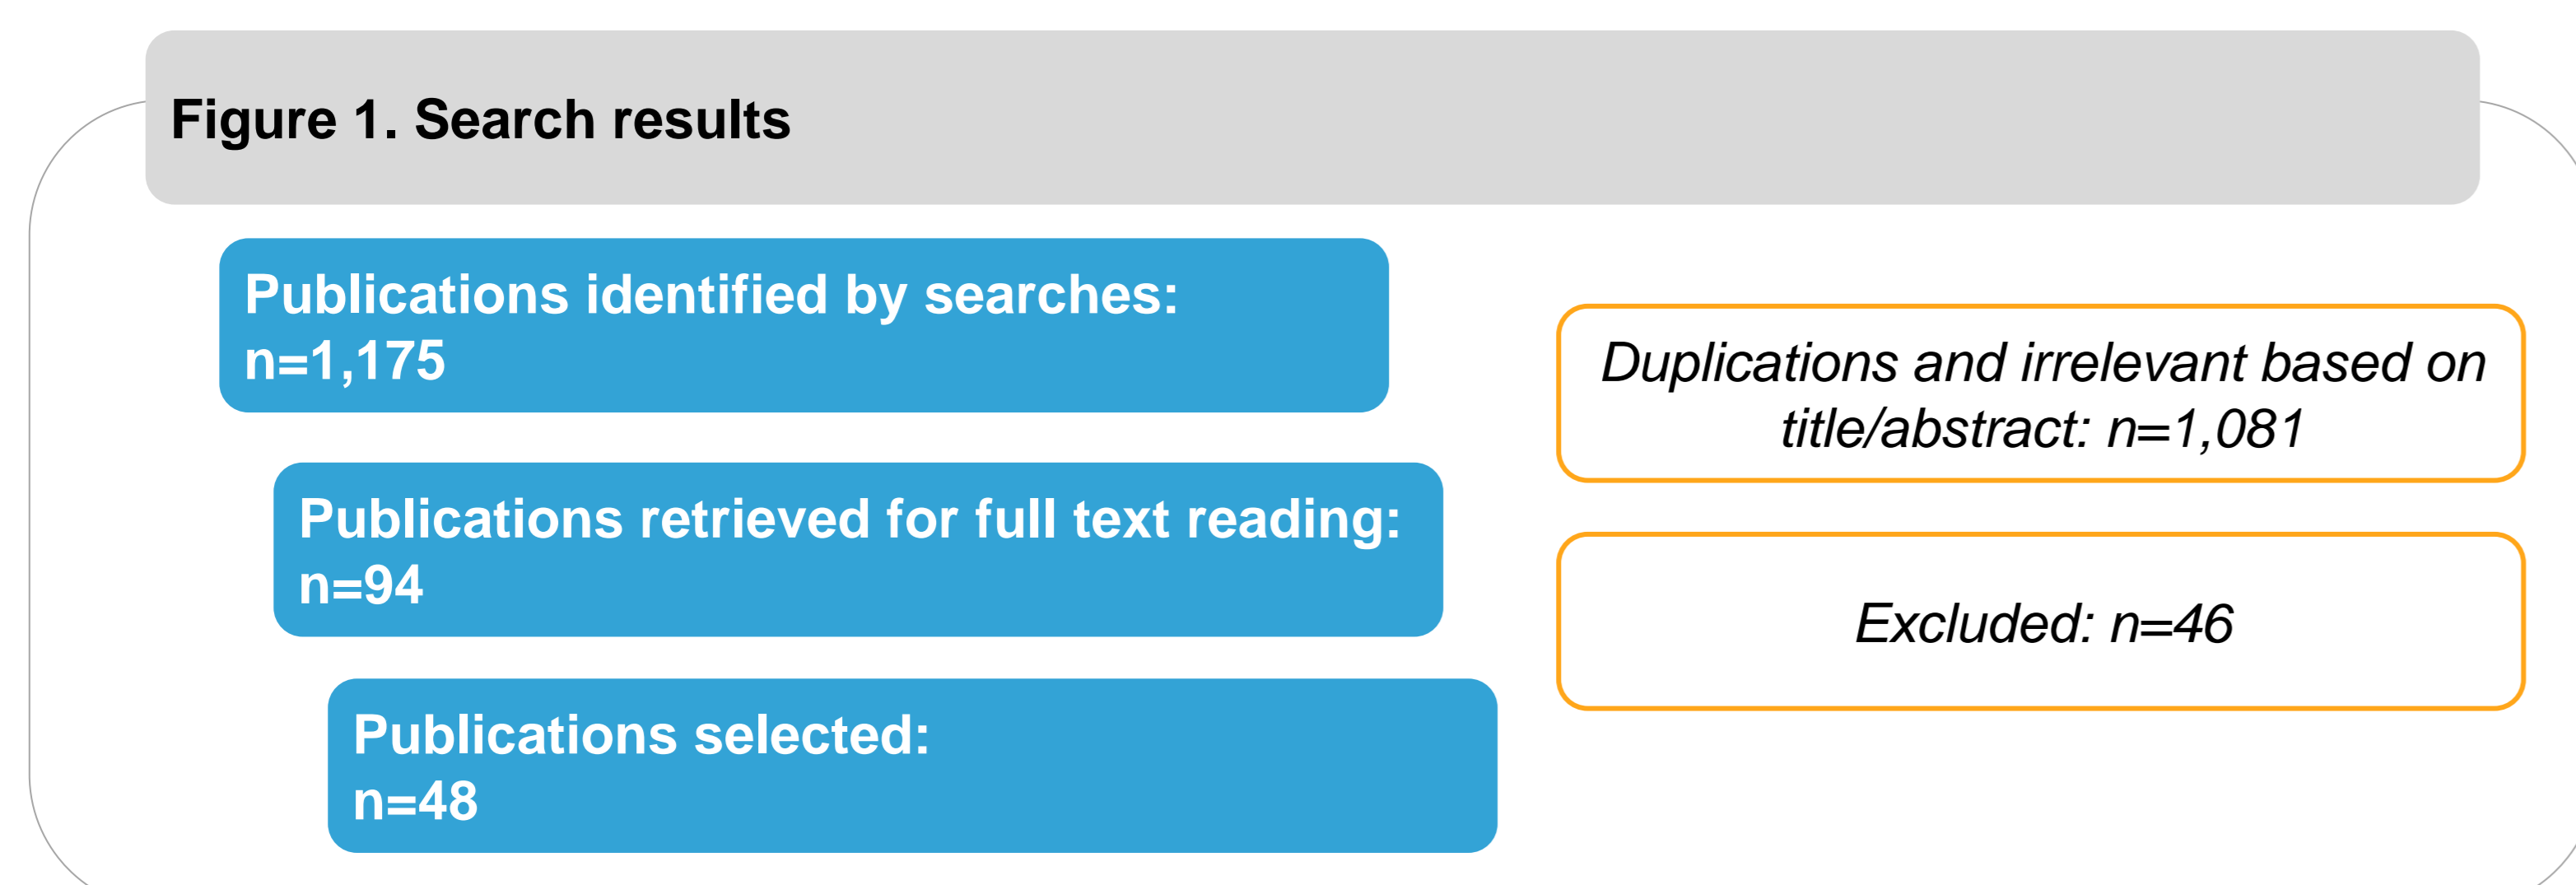 Figure 1. Search results
Publications identified by searches:
n=1,175
Duplications and irrelevant based on
title/abstract: n=1,081
Publications retrieved for full text reading:
n=94
Excluded: n=46
Publications selected:
n=48